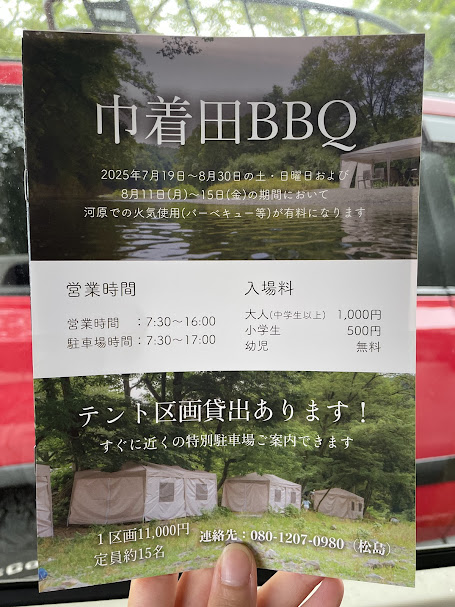 巾着田BBQ
2025年7月19日～8月30日の土・日曜日および
8月11日(月)～15日(金)の期間において
河原での火気使用(バーベキュー等)が有料になります
営業時間
営業時間　：7:30～16:00
駐車場時間：7:30～17:00
入場料
大人(中学生以上)　1,000円
小学生　500円
幼児　無料
テント区画貸出あります！
すぐに近くの特別駐車場ご案内できます
1区画11,000円
定員約15名
連絡先：080-1207-0980（松島）